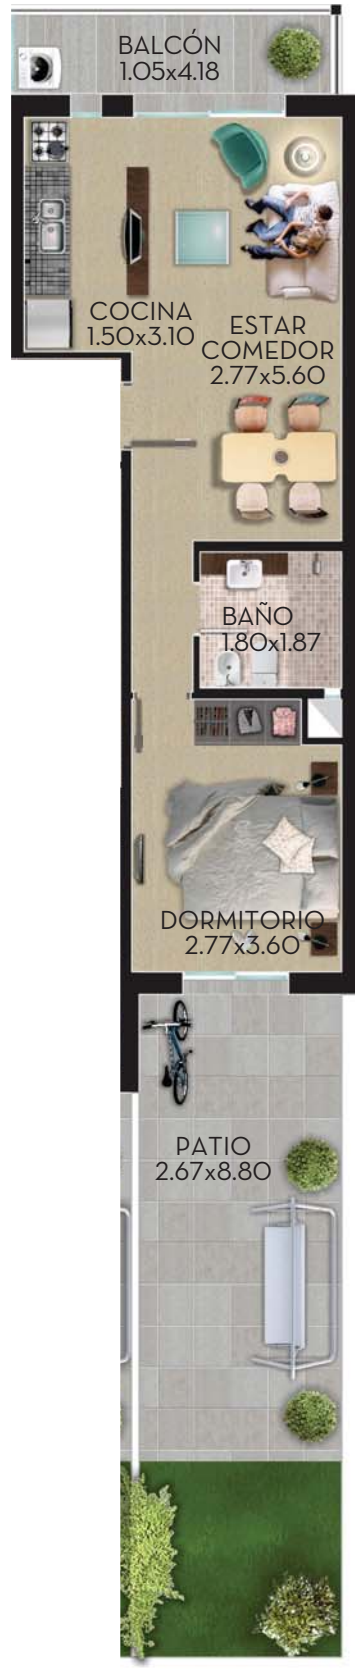 BALCÓN
1.05x4.18
COCINA
1.50x3.10
ESTAR
COMEDOR
2.77x5.60
BAÑO
1.80x1.87
DORMITORIO
2.77x3.60
PATIO
2.67x8.80